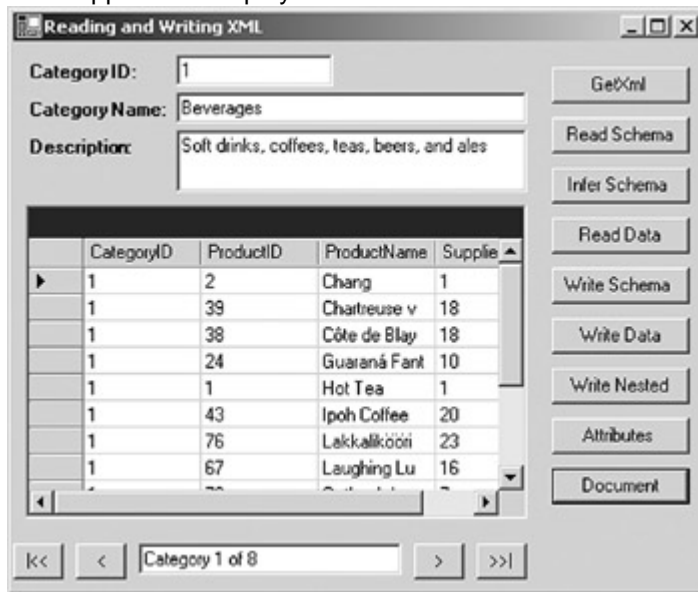 Reading and Writing XML
CategoryID: 1
GetXml
Category Name: Beverages
Description: Soft drinks, coffees, teas, beers, and ales
Read Schema
Infer Schema
Read Data
CategoryID ProductID ProductName Supplie
1 2 Chang 1
Write Schema
1 39 Chartreuse v 18
1 38 Côte de Blay 18
Write Data
1 24 Guaraná Fant 10
1 1 Hot Tea 1
Write Nested
1 43 Ipoh Coffee 20
1 76 Lakkalikööri 23
Attributes
1 67 Laughing Lu 16
Document
|<< < Category 1 of 8 > >>|